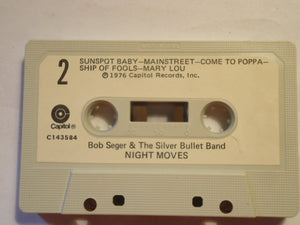 2
SUNSPOT BABY–MAINSTREET–COME TO POPPA–
SHIP OF FOOLS–MARY LOU
℗1976 Capitol Records, Inc.
Capitol®
C143584
Bob Seger & The Silver Bullet Band
NIGHT MOVES